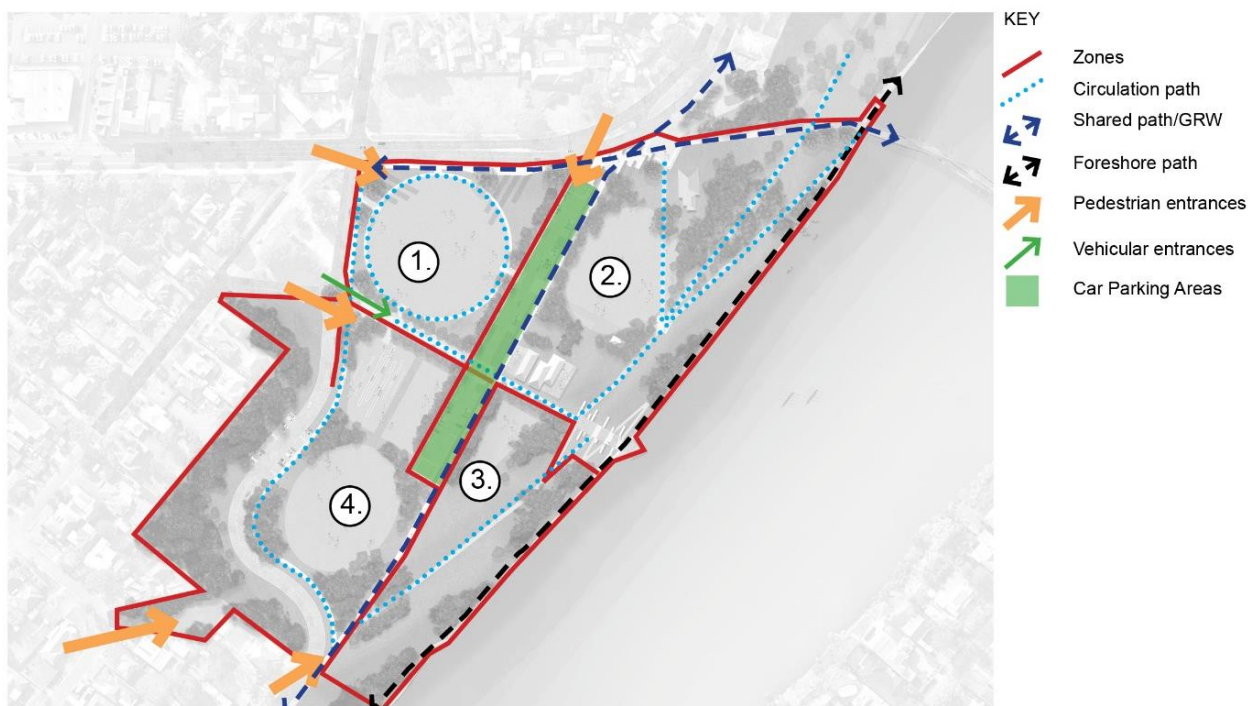 KEY
Zones
Circulation path
Shared path/GRW
Foreshore path
Pedestrian entrances
Vehicular entrances
Car Parking Areas
1.
2.
3.
4.